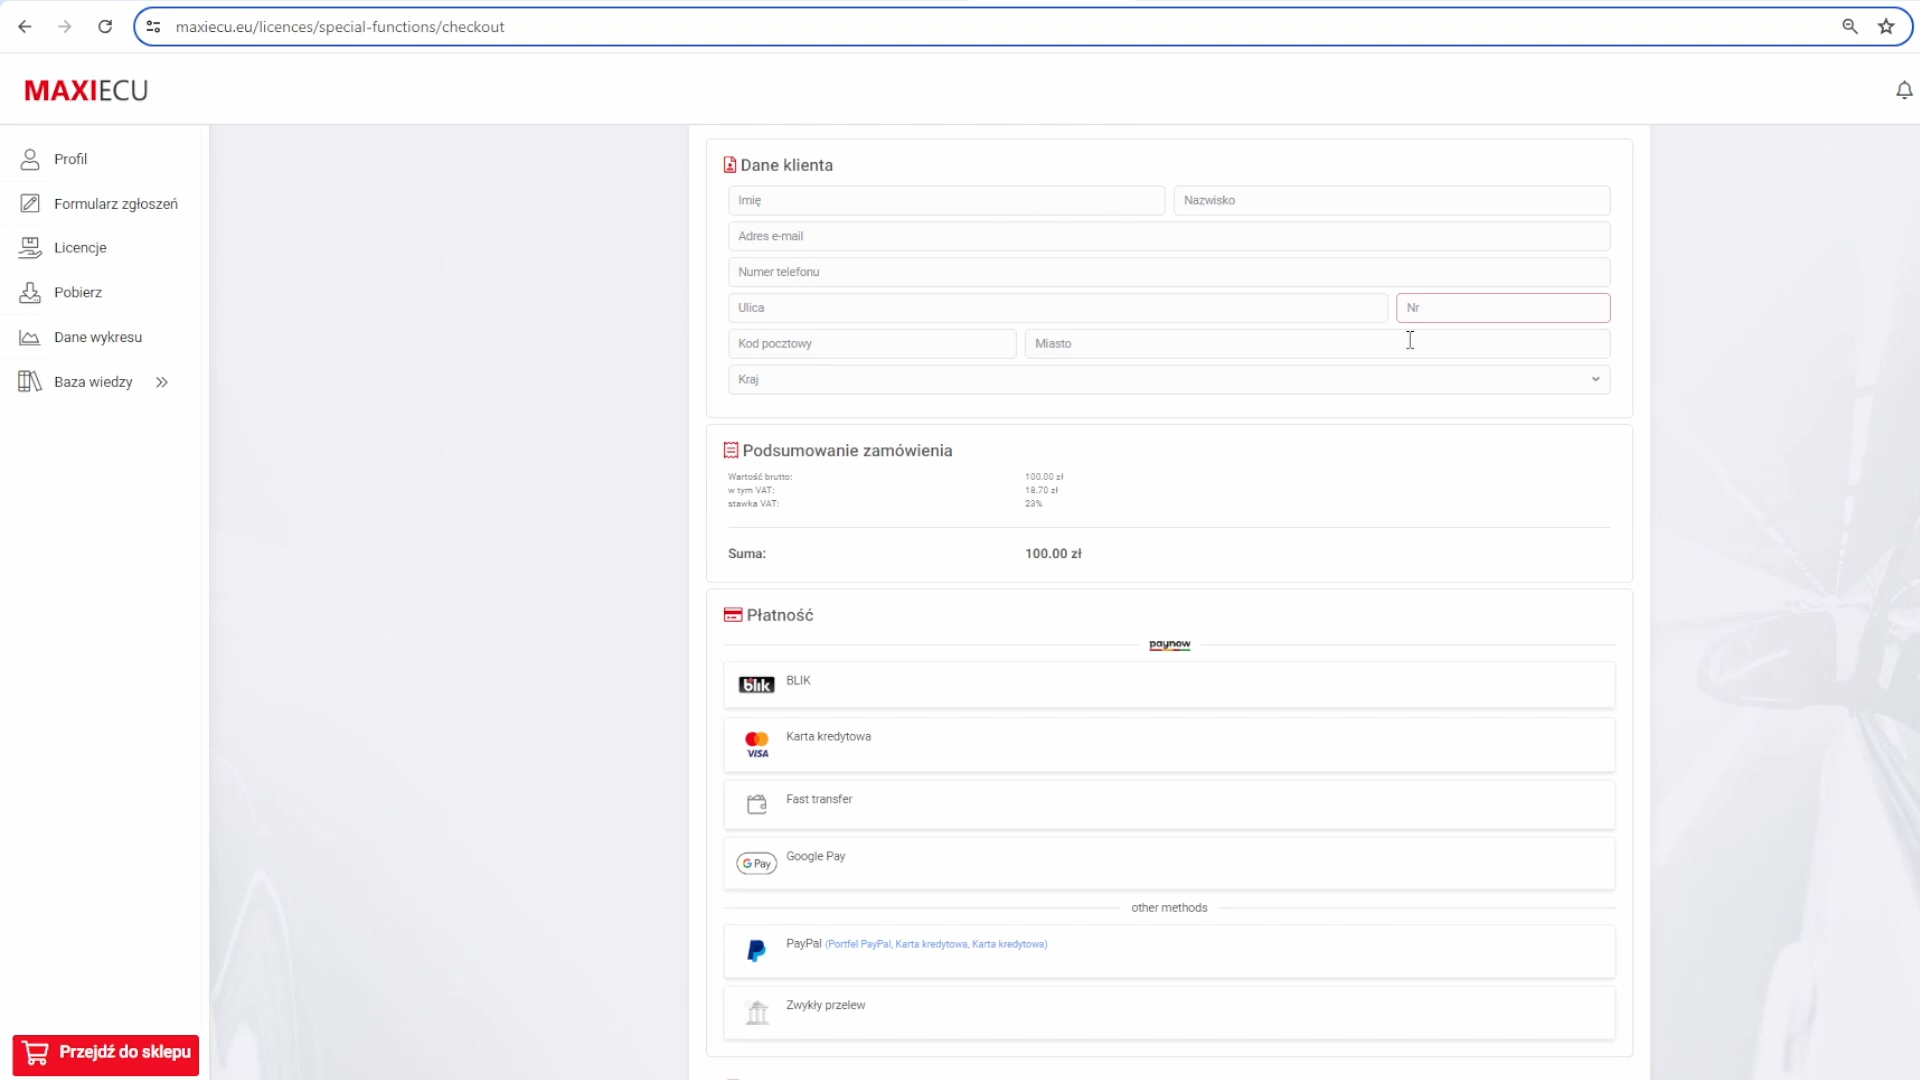 maxiecu.eu/licences/special-functions/checkout
MAXIECU
Profil
Formularz zgłoszeń
Licencje
Pobierz
Dane wykresu
Baza wiedzy
Przejdź do sklepu
Dane klienta
Imię Nazwisko
Adres e-mail
Numer telefonu
Ulica Nr
Kod pocztowy Miasto
Kraj
Podsumowanie zamówienia
Wartość brutto: 100.00 zł
w tym VAT: 18.70 zł
stawka VAT: 23%
Suma: 100.00 zł
Płatność
paynow
blik BLIK
VISA Karta kredytowa
Fast transfer
G Pay Google Pay
other methods
PayPal (Portfel PayPal, Karta kredytowa, Karta kredytowa)
Zwykły przelew